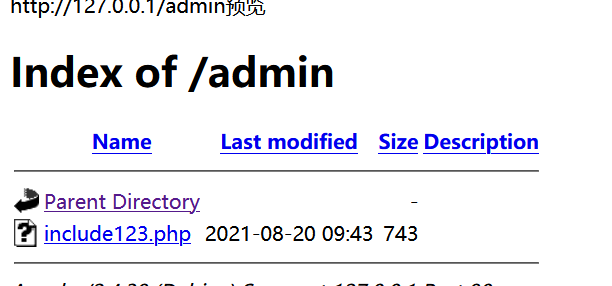 http://127.0.0.1/admin预览
Index of /admin
Name Last modified Size Description
Parent Directory -
include123.php 2021-08-20 09:43 743